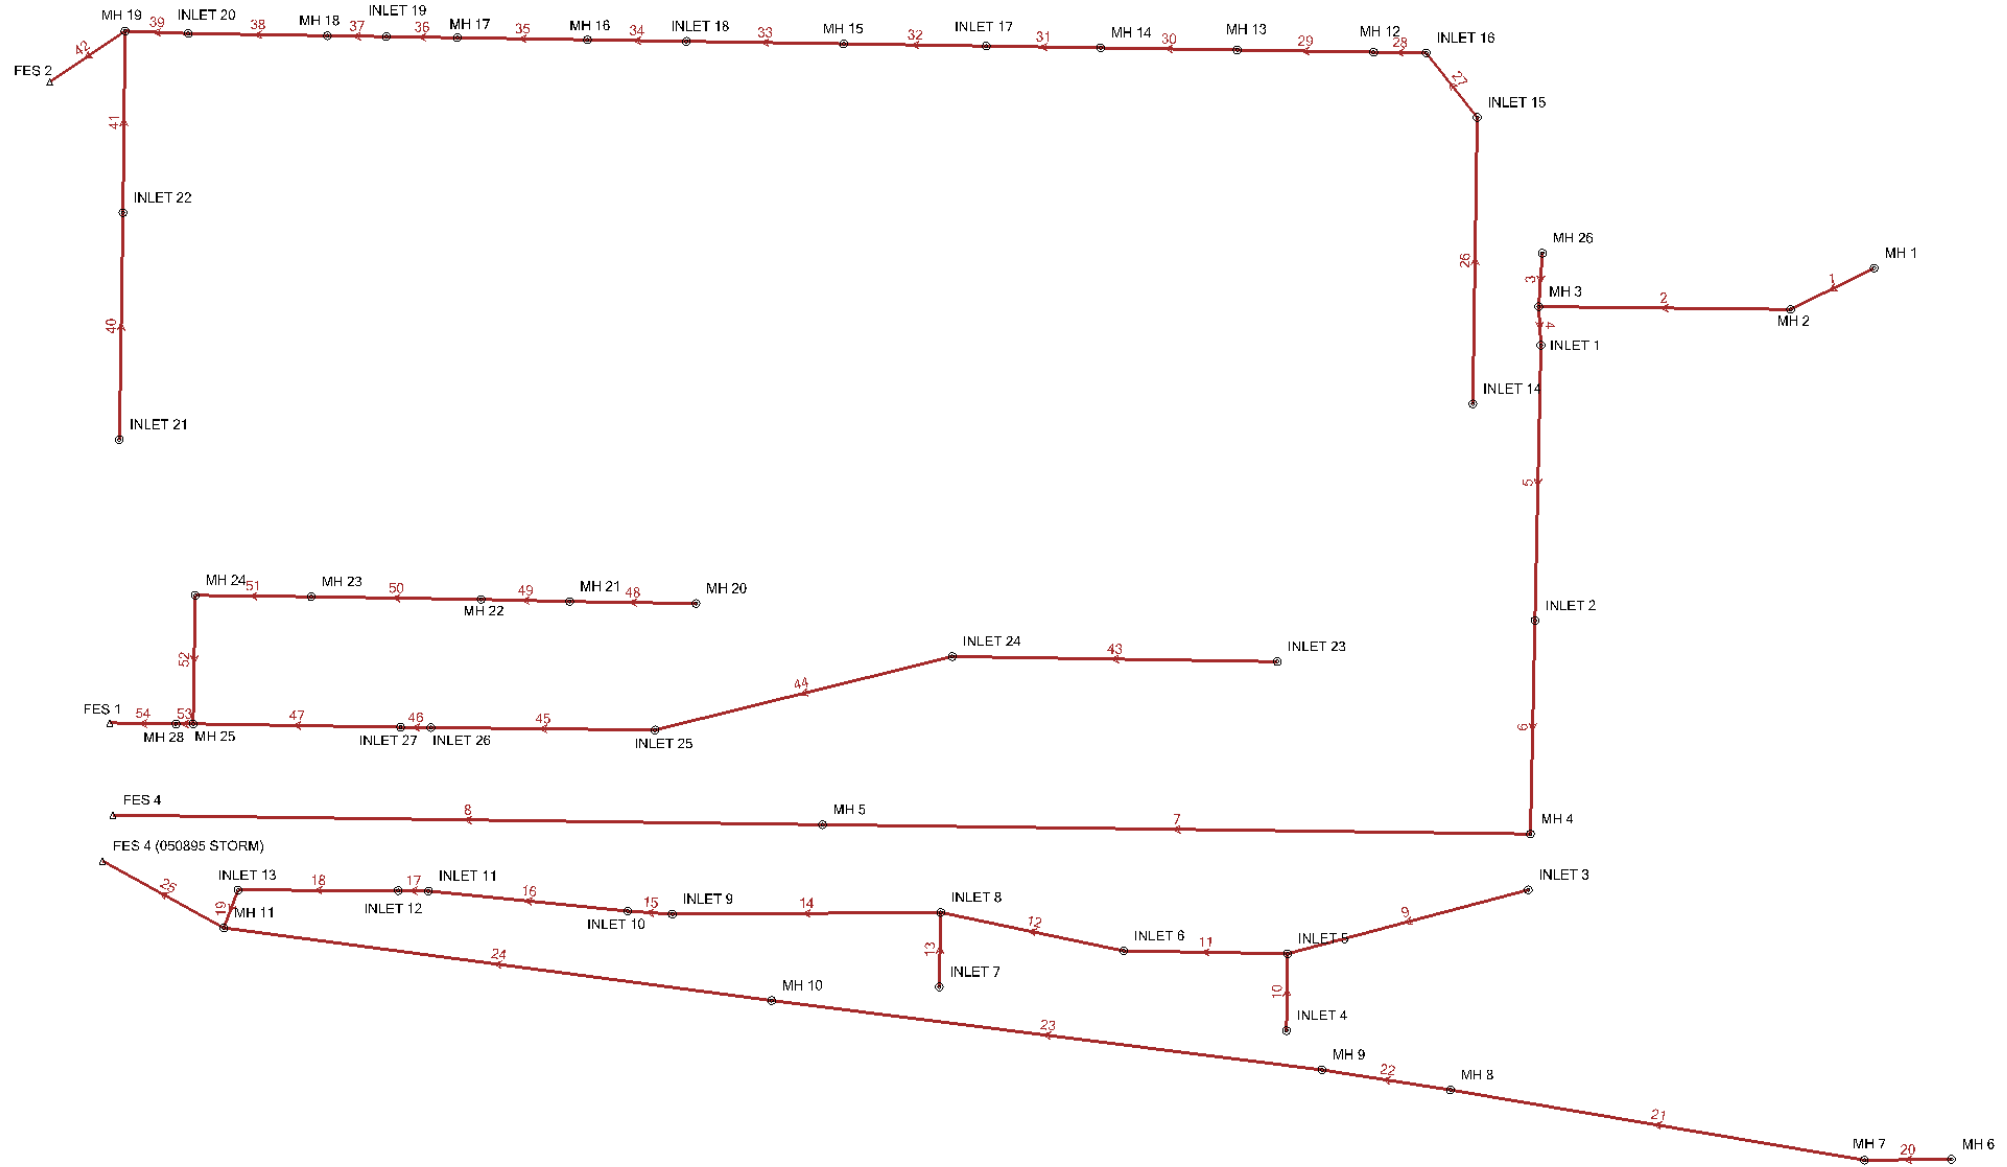 MH 19
39
INLET 20
38
MH 18
37
INLET 19
36
MH 17
35
MH 16
34
INLET 18
33
MH 15
32
INLET 17
31
MH 14
30
MH 13
29
MH 12
28
INLET 16
42
FES 2
27
INLET 15
41
INLET 22
26
MH 26
MH 1
3
1
MH 3
2
MH 2
4
INLET 1
40
INLET 14
INLET 21
5
MH 24
51
MH 23
50
MH 22
49
MH 21
48
MH 20
INLET 2
52
INLET 24
43
INLET 23
44
FES 1
54
53
MH 28
MH 25
47
INLET 27
46
INLET 26
45
INLET 25
6
FES 4
8
MH 5
7
MH 4
FES 4 (050895 STORM)
25
INLET 13
18
17
INLET 11
16
INLET 12
19
MH 11
15
INLET 10
INLET 9
14
INLET 8
12
INLET 6
11
INLET 5
9
INLET 3
13
INLET 7
10
INLET 4
24
MH 10
23
MH 9
22
MH 8
21
MH 7
20
MH 6